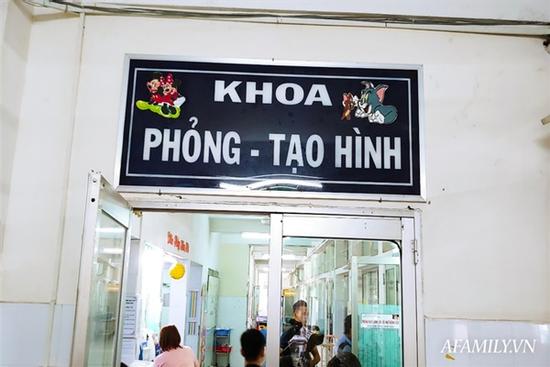 KHOA
PHỎNG - TẠO HÌNH
AFAMILY.VN